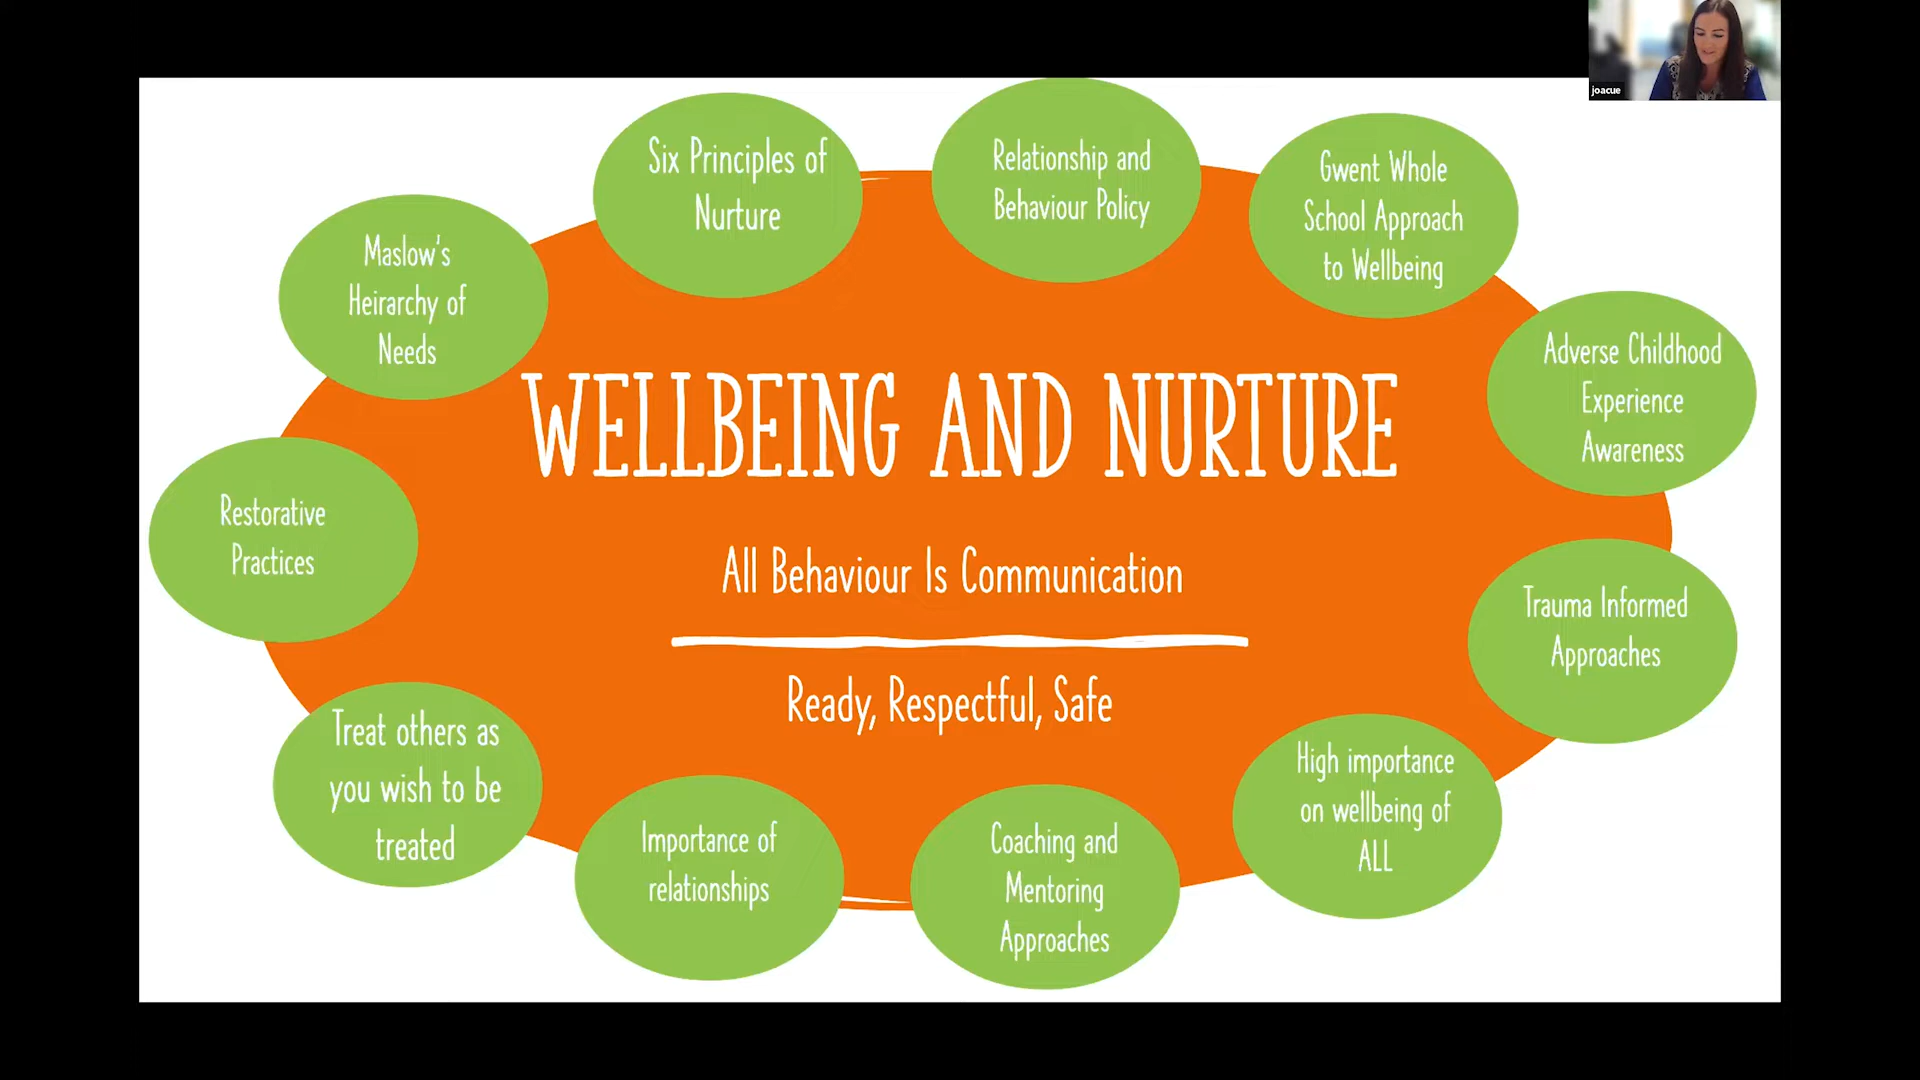 joacue
Six Principles of
Nurture
Relationship and
Behaviour Policy
Gwent Whole
School Approach
to Wellbeing
Maslow's
Heirarchy of
Needs
Adverse Childhood
Experience
Awareness
WELLBEING AND NURTURE
Restorative
Practices
All Behaviour Is Communication
Trauma Informed
Approaches
Ready, Respectful, Safe
Treat others as
you wish to be
treated
High importance
on wellbeing of
ALL
Importance of
relationships
Coaching and
Mentoring
Approaches